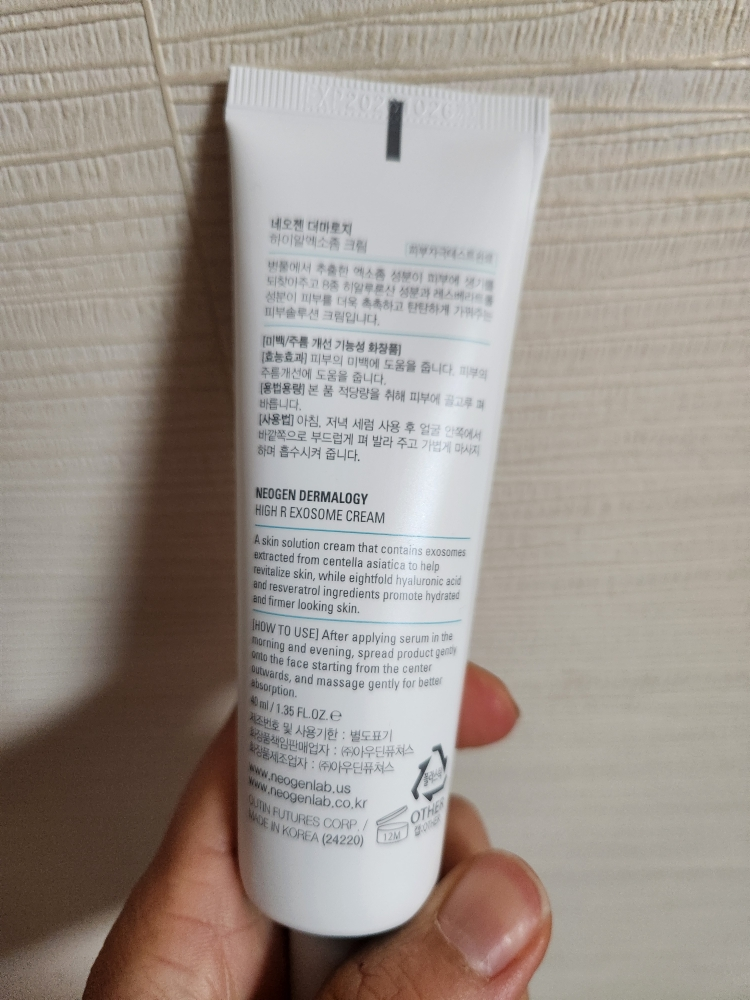 네오젠 더마로지
하이알엑소좀 크림
피부자극테스트완료
병풀에서 추출한 엑소좀 성분이 피부에 생기를
되찾아주고 8종 히알루론산 성분과 레스베라트롤
성분이 피부를 더욱 촉촉하고 탄탄하게 가꿔주는
피부솔루션 크림입니다.
[미백/주름 개선 기능성 화장품]
[효능효과] 피부의 미백에 도움을 줍니다. 피부의
주름개선에 도움을 줍니다.
[용법용량] 본 품 적당량을 취해 피부에 골고루 펴
바릅니다.
[사용법] 아침, 저녁 세럼 사용 후 얼굴 안쪽에서
바깥쪽으로 부드럽게 펴 발라 주고 가볍게 마사지
하며 흡수시켜 줍니다.
NEOGEN DERMALOGY
HIGH R EXOSOME CREAM
A skin solution cream that contains exosomes
extracted from centella asiatica to help
revitalize skin, while eightfold hyaluronic acid
and resveratrol ingredients promote hydrated
and firmer looking skin.
[HOW TO USE] After applying serum in the
morning and evening, spread product gently
onto the face starting from the center
outwards, and massage gently for better
absorption.
40 ml / 1.35 FL.OZ. ℮
제조번호 및 사용기한 : 별도표기
화장품책임판매업자 : ㈜아우딘퓨쳐스
화장품제조업자 : ㈜아우딘퓨쳐스
www.neogenlab.us
www.neogenlab.co.kr
OUTIN FUTURES CORP. /
MADE IN KOREA (24220)
12M
플라스틱
OTHER